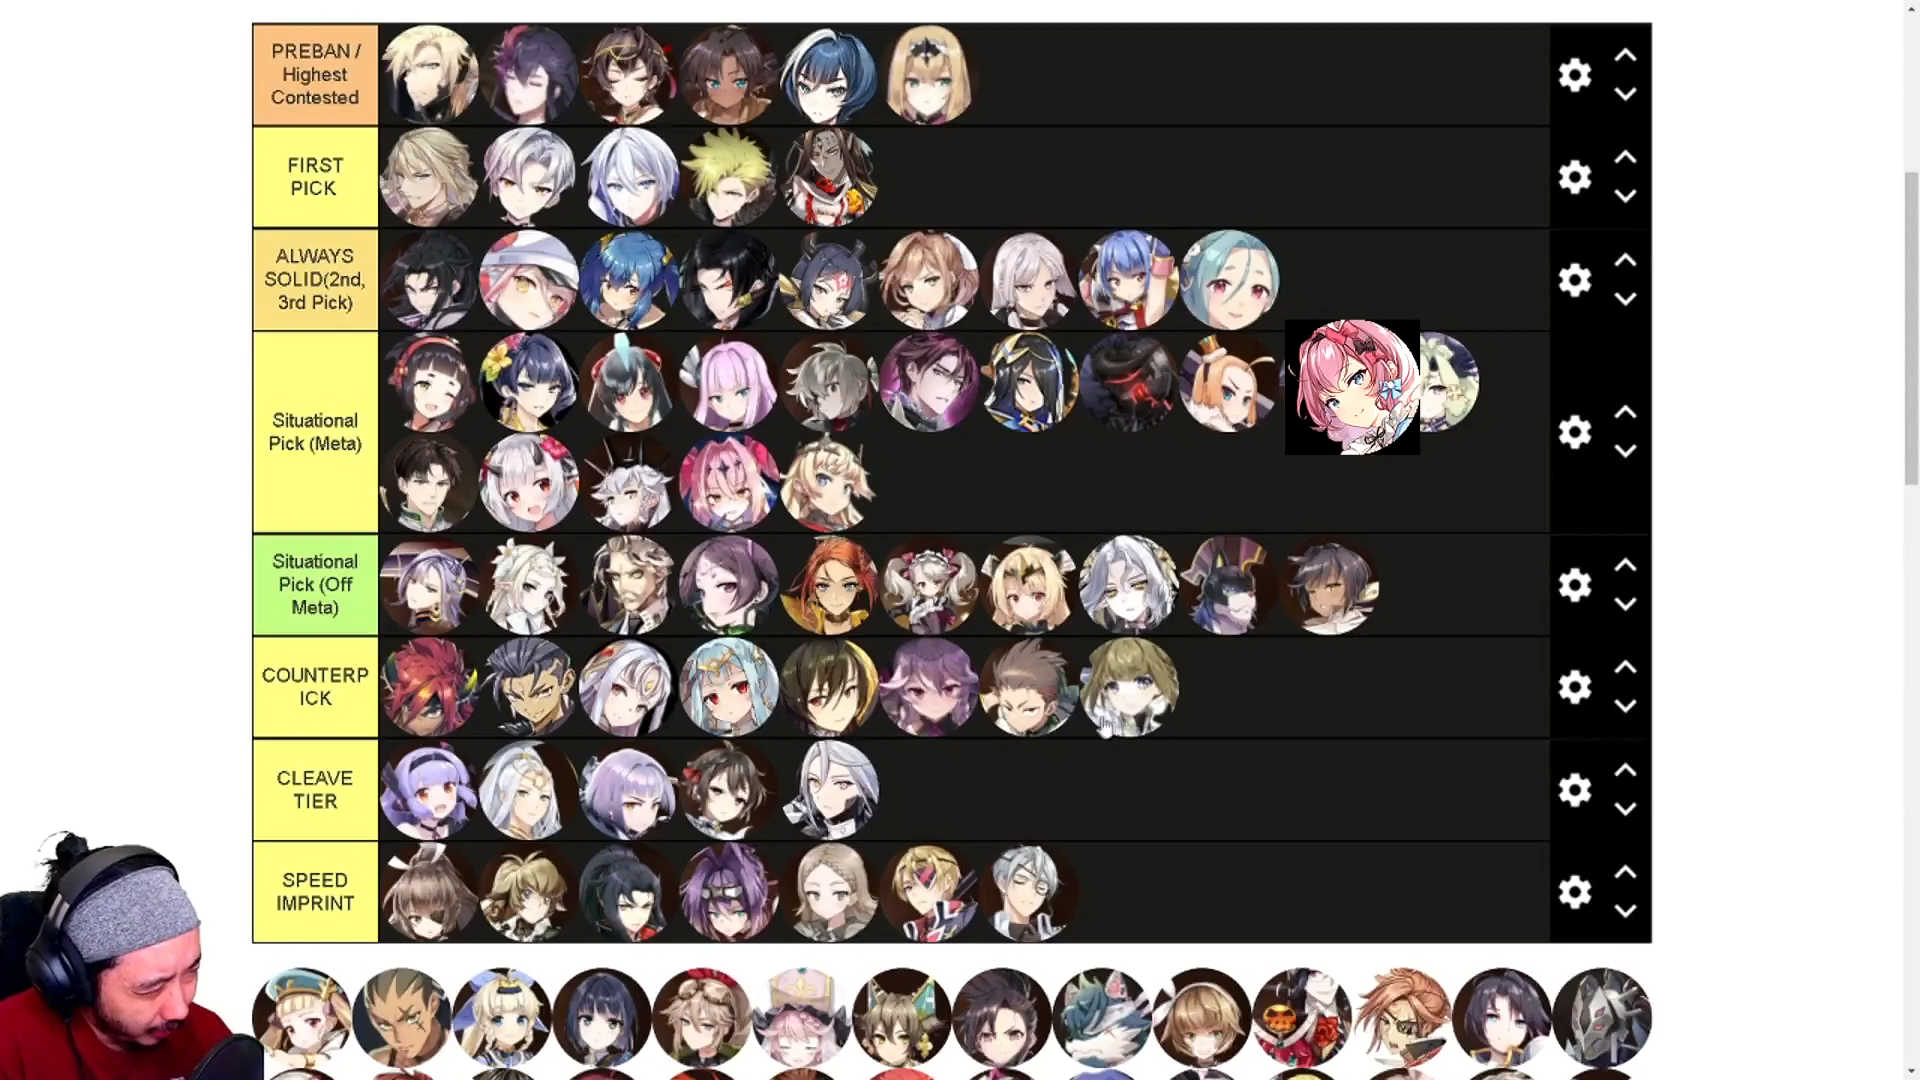 PREBAN /
Highest
Contested
FIRST
PICK
ALWAYS
SOLID(2nd,
3rd Pick)
Situational
Pick (Meta)
Situational
Pick (Off
Meta)
COUNTERP
ICK
CLEAVE
TIER
SPEED
IMPRINT